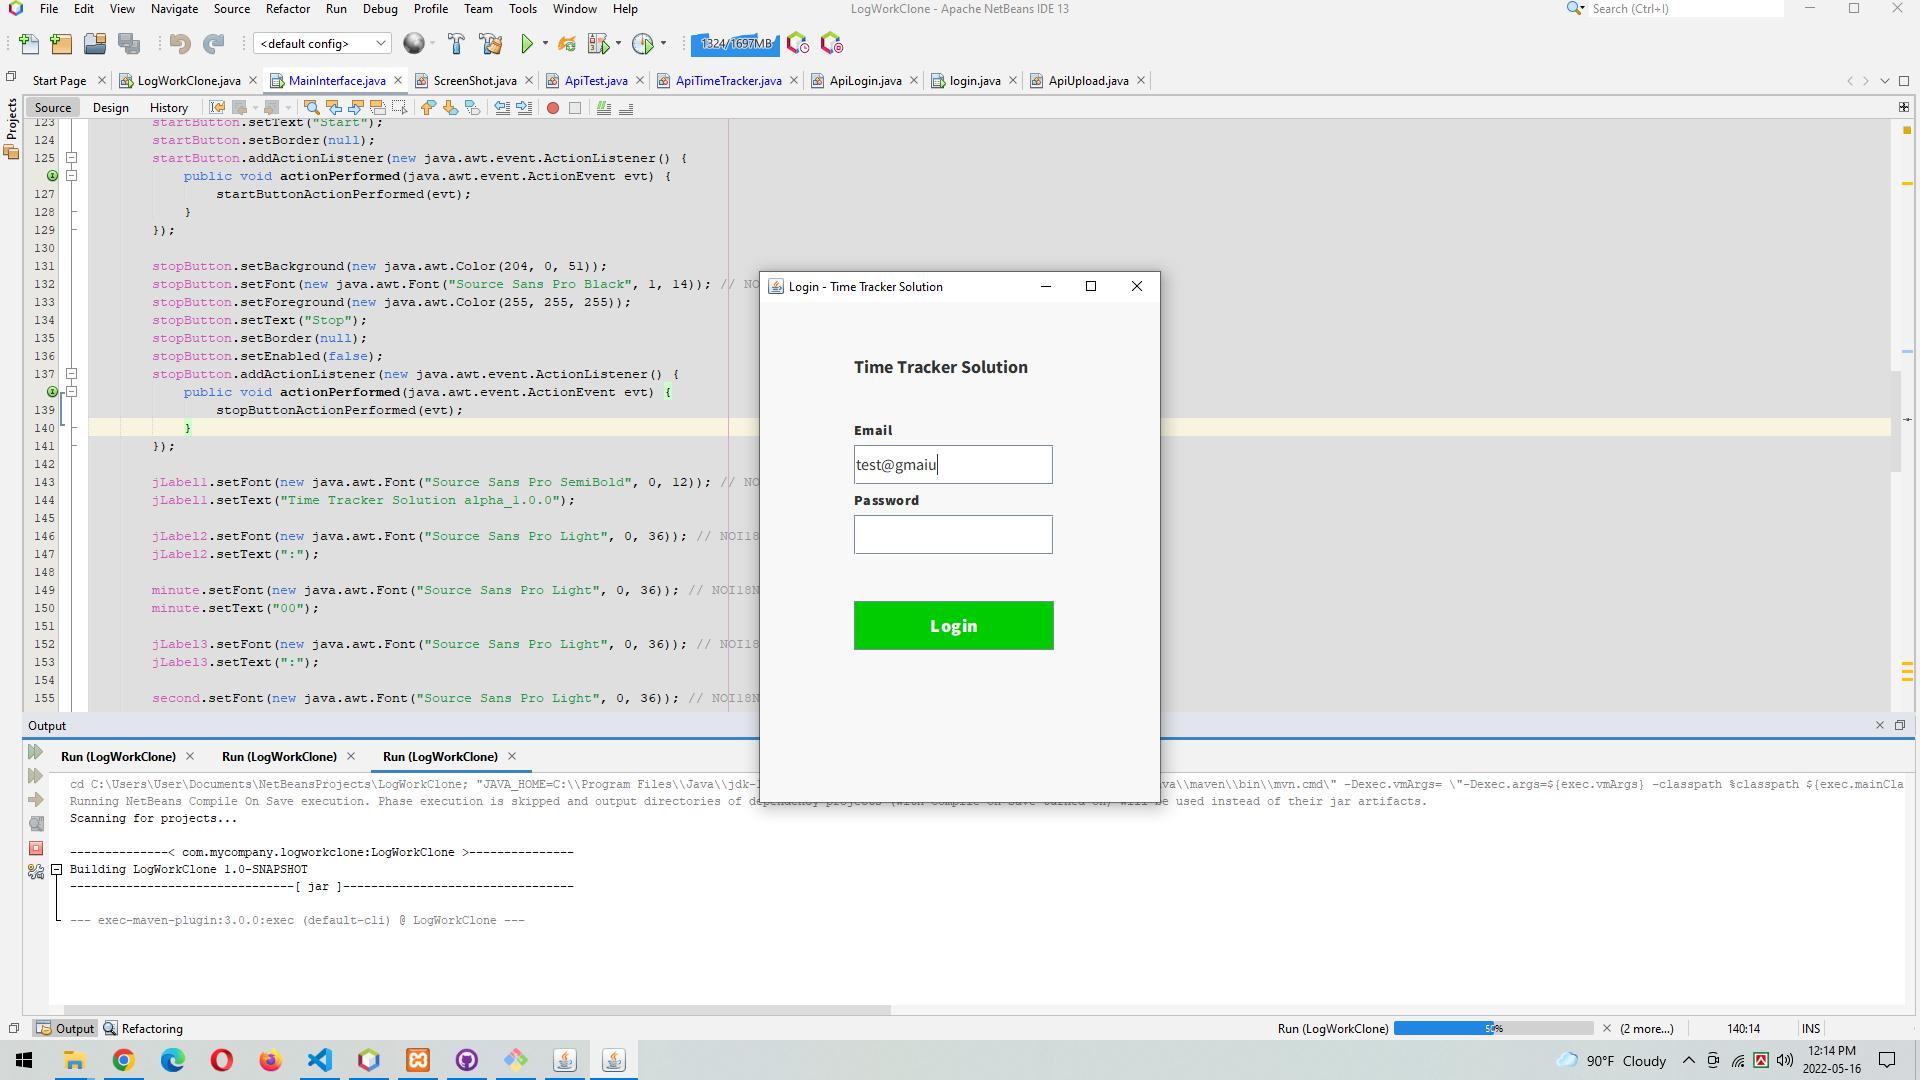 File Edit View Navigate Source Refactor Run Debug Profile Team Tools Window Help
LogWorkClone - Apache NetBeans IDE 13
Search (Ctrl+I)
<default config>
1324/1697MB
Start Page
LogWorkClone.java
MainInterface.java
ScreenShot.java
ApiTest.java
ApiTimeTracker.java
ApiLogin.java
login.java
ApiUpload.java
Projects
Source Design History
123 startButton.setText("Start");
124 startButton.setBorder(null);
125 startButton.addActionListener(new java.awt.event.ActionListener() {
public void actionPerformed(java.awt.event.ActionEvent evt) {
127 startButtonActionPerformed(evt);
128 }
129 });
130
131 stopButton.setBackground(new java.awt.Color(204, 0, 51));
132 stopButton.setFont(new java.awt.Font("Source Sans Pro Black", 1, 14)); // NO
133 stopButton.setForeground(new java.awt.Color(255, 255, 255));
134 stopButton.setText("Stop");
135 stopButton.setBorder(null);
136 stopButton.setEnabled(false);
137 stopButton.addActionListener(new java.awt.event.ActionListener() {
public void actionPerformed(java.awt.event.ActionEvent evt) {
139 stopButtonActionPerformed(evt);
140 }
141 });
142
143 jLabel1.setFont(new java.awt.Font("Source Sans Pro SemiBold", 0, 12)); // NO
144 jLabel1.setText("Time Tracker Solution alpha_1.0.0");
145
146 jLabel2.setFont(new java.awt.Font("Source Sans Pro Light", 0, 36)); // NOI18
147 jLabel2.setText(":");
148
149 minute.setFont(new java.awt.Font("Source Sans Pro Light", 0, 36)); // NOI18N
150 minute.setText("00");
151
152 jLabel3.setFont(new java.awt.Font("Source Sans Pro Light", 0, 36)); // NOI18
153 jLabel3.setText(":");
154
155 second.setFont(new java.awt.Font("Source Sans Pro Light", 0, 36)); // NOI18N
Login - Time Tracker Solution
Time Tracker Solution
Email
test@gmaiu
Password
Login
Output
Run (LogWorkClone) Run (LogWorkClone) Run (LogWorkClone)
cd C:\Users\User\Documents\NetBeansProjects\LogWorkClone; "JAVA_HOME=C:\\Program Files\\Java\\jdk- va\\maven\\bin\\mvn.cmd\" -Dexec.vmArgs= \"-Dexec.args=${exec.vmArgs} -classpath %classpath ${exec.mainCla
Running NetBeans Compile On Save execution. Phase execution is skipped and output directories of dependency projects (with Compile on Save turned on) will be used instead of their jar artifacts.
Scanning for projects...
--------------< com.mycompany.logworkclone:LogWorkClone >---------------
Building LogWorkClone 1.0-SNAPSHOT
--------------------------------[ jar ]---------------------------------
--- exec-maven-plugin:3.0.0:exec (default-cli) @ LogWorkClone ---
Output Refactoring
Run (LogWorkClone) 50% (2 more...) 140:14 INS
90°F Cloudy
12:14 PM
2022-05-16